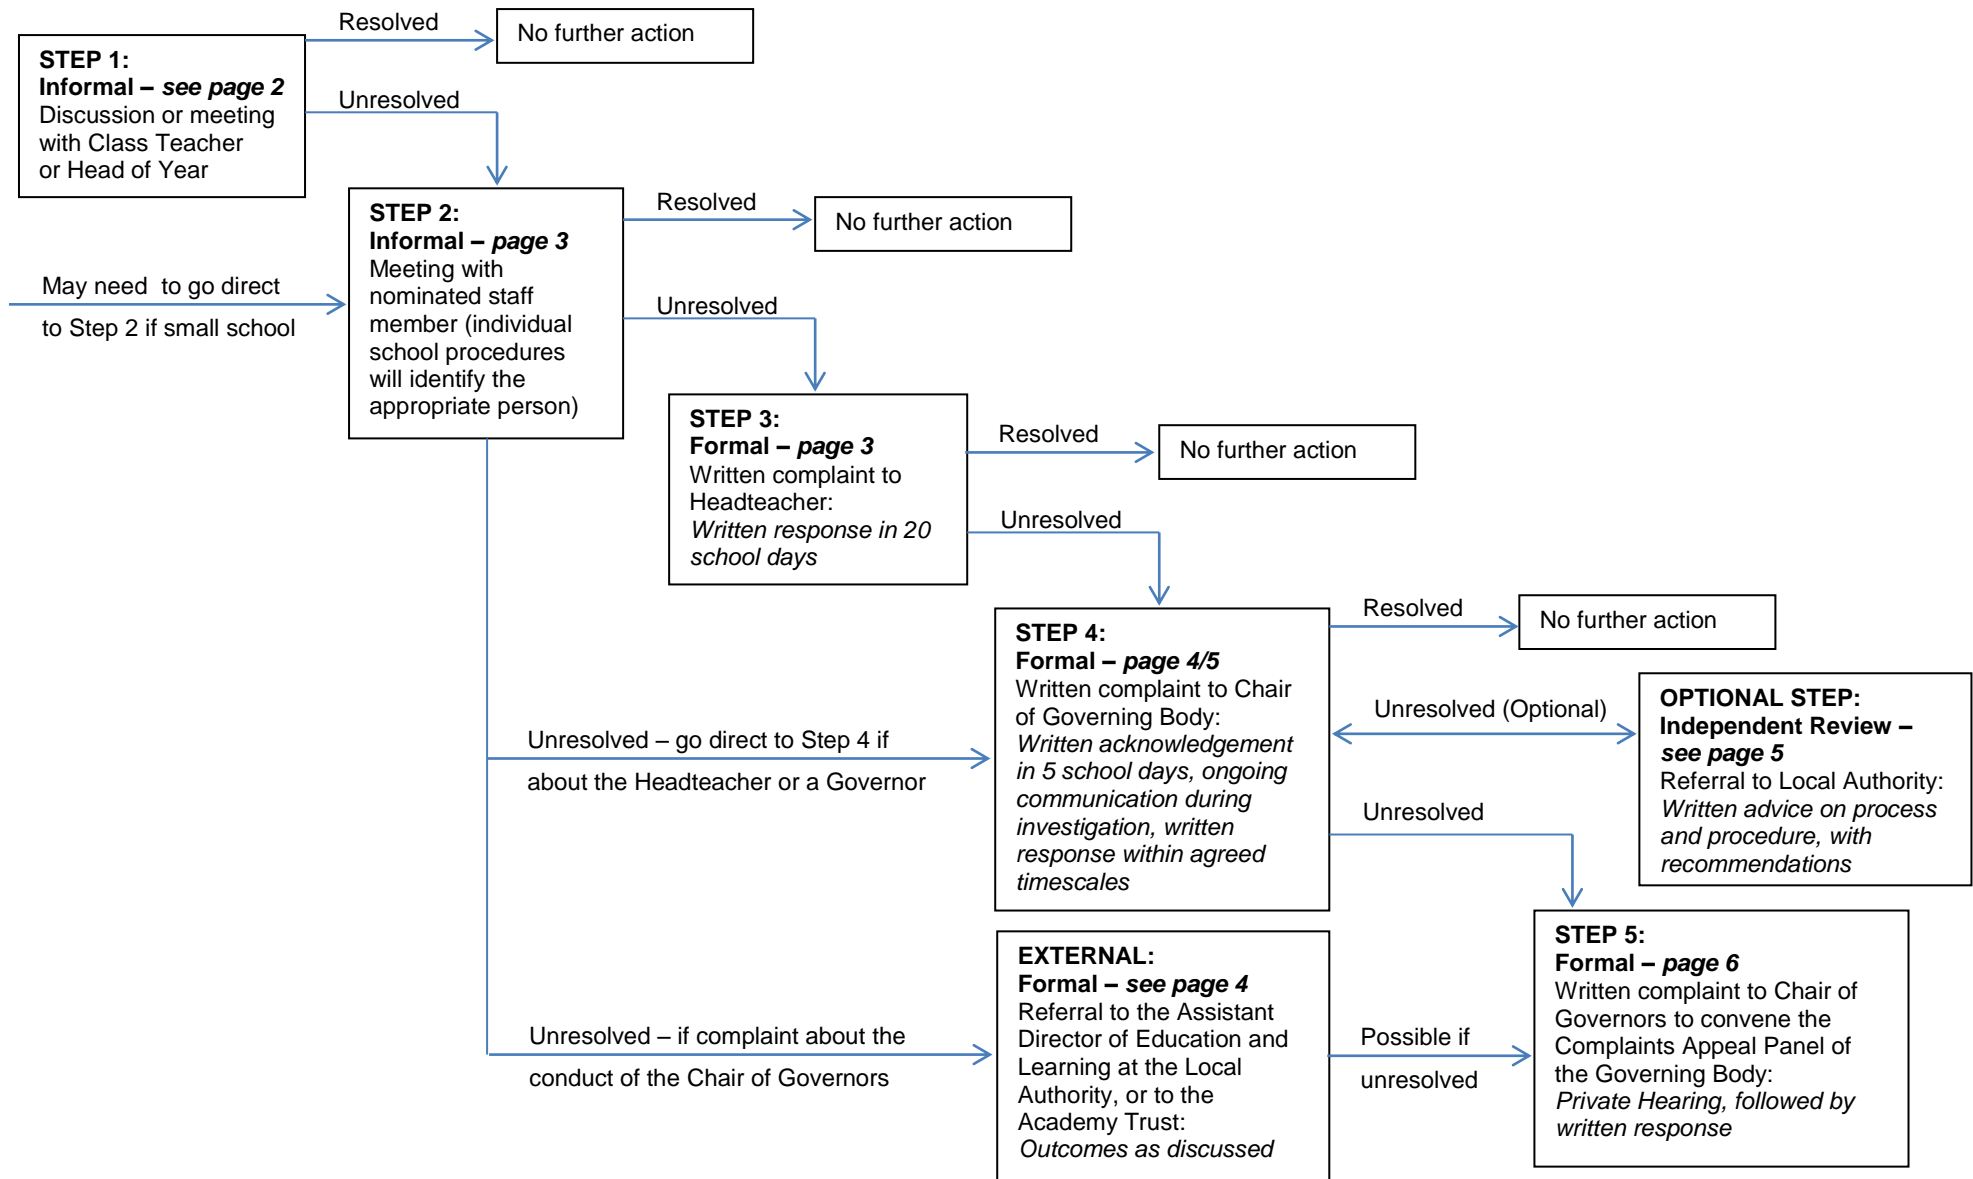 Resolved
No further action
STEP 1:
Informal – see page 2
Discussion or meeting
with Class Teacher
or Head of Year
Unresolved
STEP 2:
Informal – page 3
Meeting with
nominated staff
member (individual
school procedures
will identify the
appropriate person)
Resolved
No further action
May need  to go direct
to Step 2 if small school
Unresolved
STEP 3:
Formal – page 3
Written complaint to
Headteacher:
Written response in 20
school days
Resolved
No further action
Unresolved
STEP 4:
Formal – page 4/5
Written complaint to Chair
of Governing Body:
Written acknowledgement
in 5 school days, ongoing
communication during
investigation, written
response within agreed
timescales
Resolved
No further action
Unresolved (Optional)
OPTIONAL STEP:
Independent Review –
see page 5
Referral to Local Authority:
Written advice on process
and procedure, with
recommendations
Unresolved – go direct to Step 4 if
about the Headteacher or a Governor
Unresolved
EXTERNAL:
Formal – see page 4
Referral to the Assistant
Director of Education and
Learning at the Local
Authority, or to the
Academy Trust:
Outcomes as discussed
Unresolved – if complaint about the
conduct of the Chair of Governors
Possible if
unresolved
STEP 5:
Formal – page 6
Written complaint to Chair of
Governors to convene the
Complaints Appeal Panel of
the Governing Body:
Private Hearing, followed by
written response